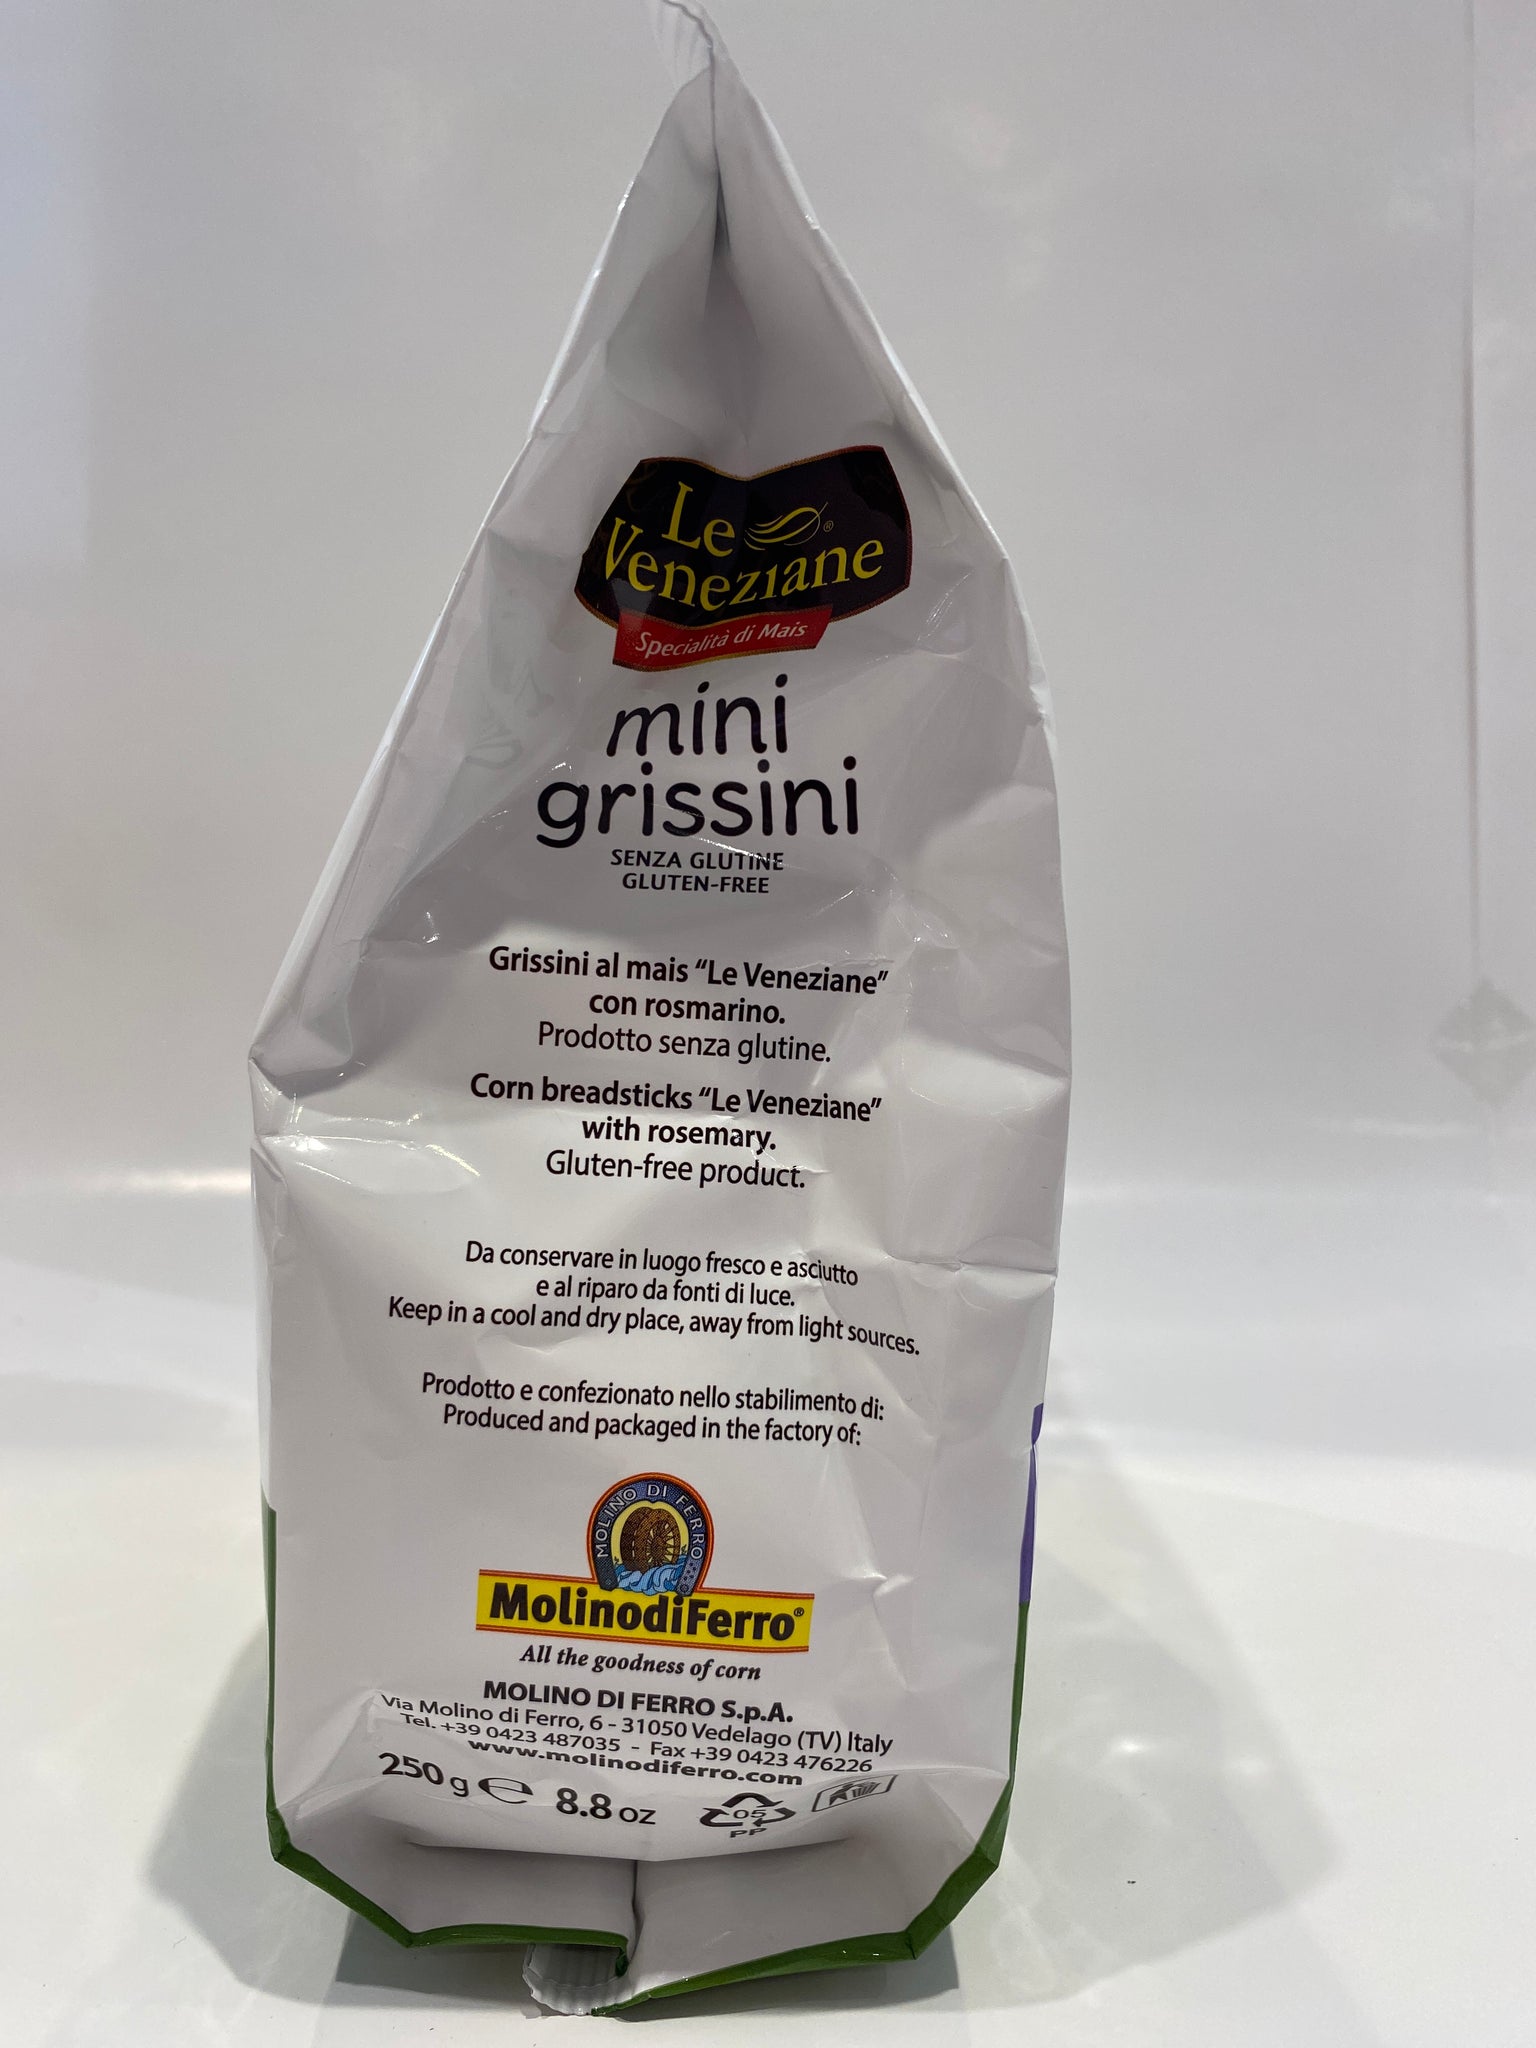 Le
Veneziane®
Specialità di Mais
mini
grissini
SENZA GLUTINE
GLUTEN-FREE
Grissini al mais “Le Veneziane”
con rosmarino.
Prodotto senza glutine.
Corn breadsticks “Le Veneziane”
with rosemary.
Gluten-free product.
Da conservare in luogo fresco e asciutto
e al riparo da fonti di luce.
Keep in a cool and dry place, away from light sources.
Prodotto e confezionato nello stabilimento di:
Produced and packaged in the factory of:
MOLINO DI FERRO
MolinodiFerro®
All the goodness of corn
MOLINO DI FERRO S.p.A.
Via Molino di Ferro, 6 - 31050 Vedelago (TV) Italy
Tel. +39 0423 487035 - Fax +39 0423 476226
www.molinodiferro.com
250 g ℮ 8.8 oz
05
PP